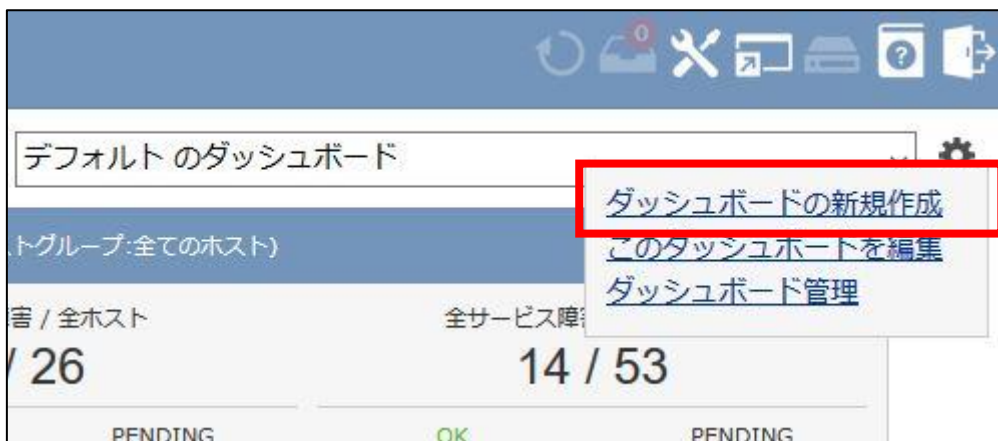 0
?
デフォルト のダッシュボード
ダッシュボードの新規作成
このダッシュボードを編集
ダッシュボード管理
トグループ:全てのホスト)
害 / 全ホスト
全サービス障
/ 26
14 / 53
PENDING
OK
PENDING